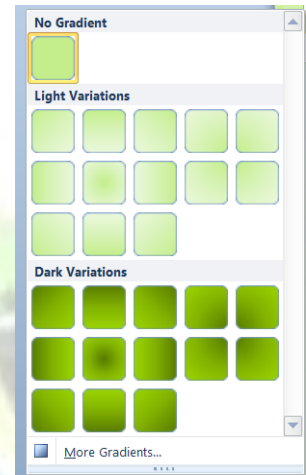 No Gradient
Light Variations
Dark Variations
More Gradients...